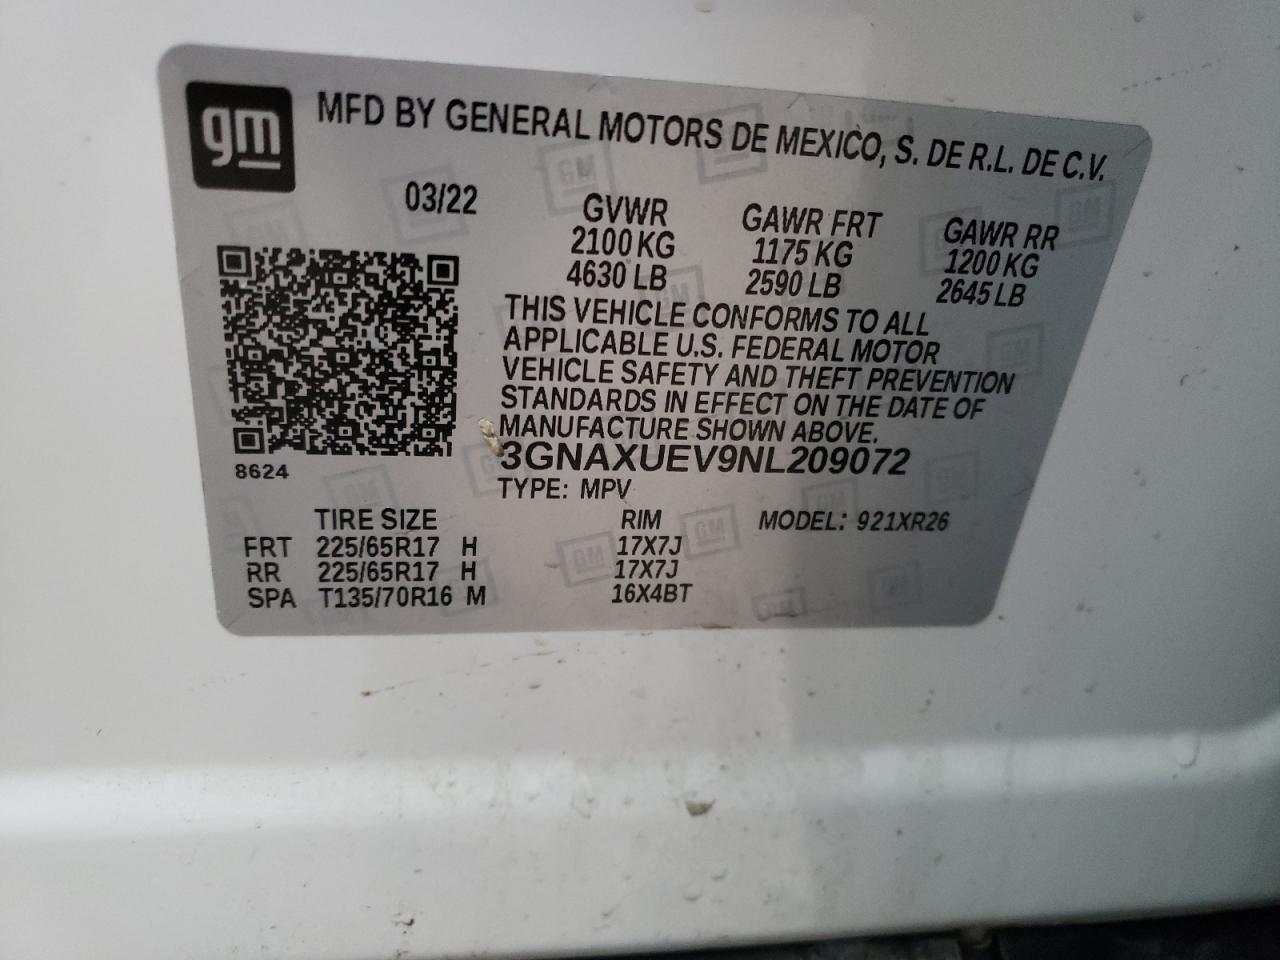 gm
MFD BY GENERAL MOTORS DE MEXICO, S. DE R.L. DE C.V.
03/22 GVWR GAWR FRT GAWR RR
2100 KG 1175 KG 1200 KG
4630 LB 2590 LB 2645 LB
THIS VEHICLE CONFORMS TO ALL
APPLICABLE U.S. FEDERAL MOTOR
VEHICLE SAFETY AND THEFT PREVENTION
STANDARDS IN EFFECT ON THE DATE OF
MANUFACTURE SHOWN ABOVE.
8624 3GNAXUEV9NL209072
TYPE: MPV
TIRE SIZE RIM MODEL: 921XR26
FRT 225/65R17 H 17X7J
RR 225/65R17 H 17X7J
SPA T135/70R16 M 16X4BT